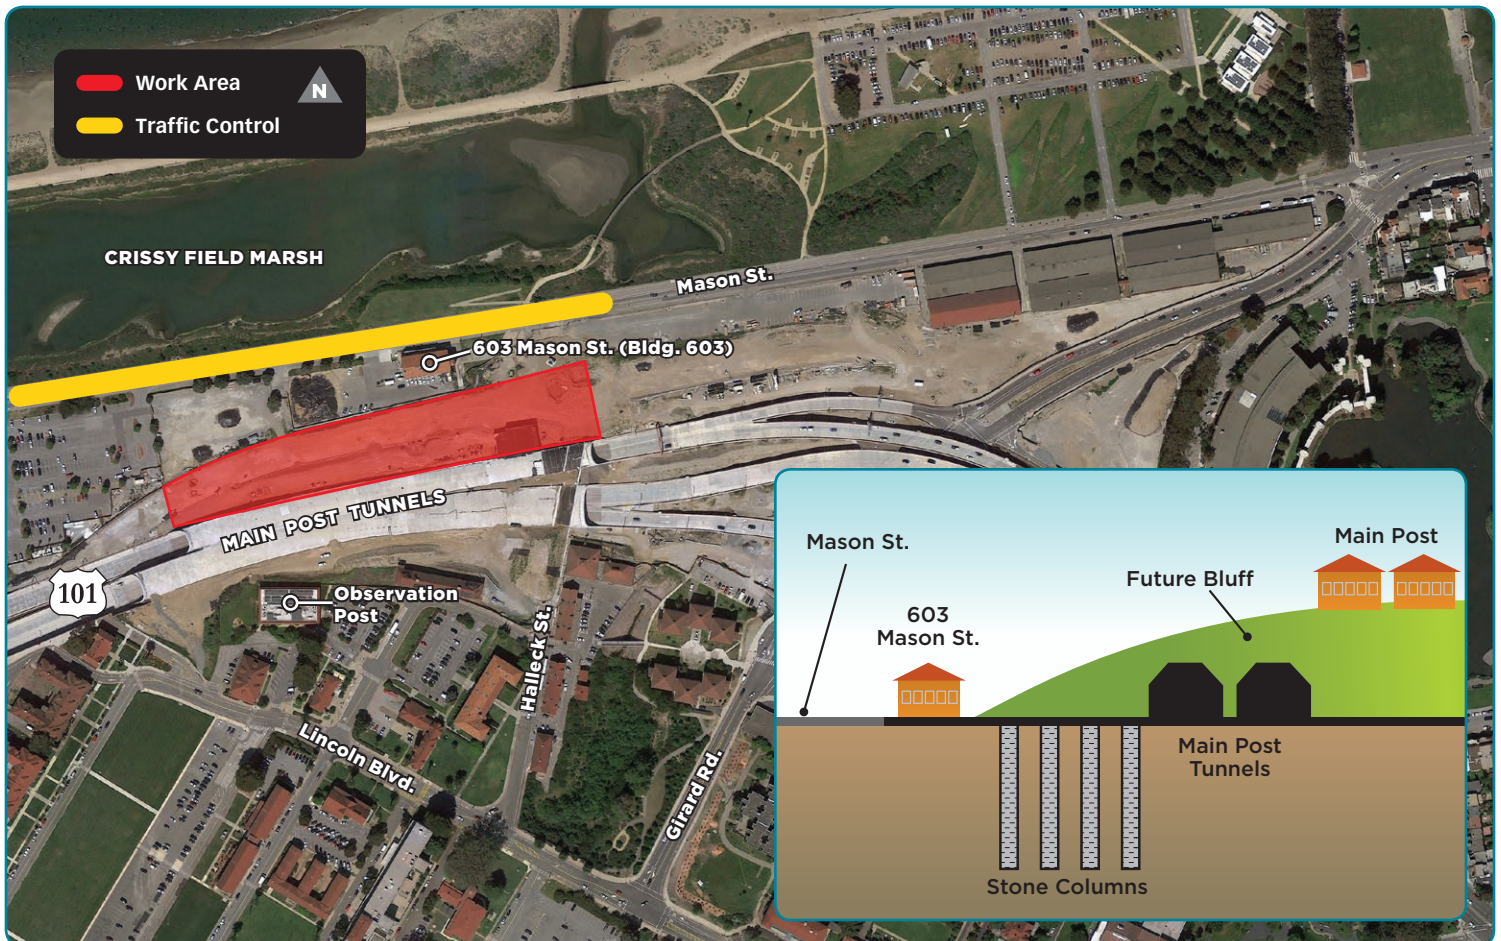 Work Area
N
Traffic Control
CRISSY FIELD MARSH
Mason St.
603 Mason St. (Bldg. 603)
MAIN POST TUNNELS
101
Observation
Post
Halleck St.
Lincoln Blvd.
Girard Rd.
Mason St.
603
Mason St.
Future Bluff
Main Post
Main Post
Tunnels
Stone Columns